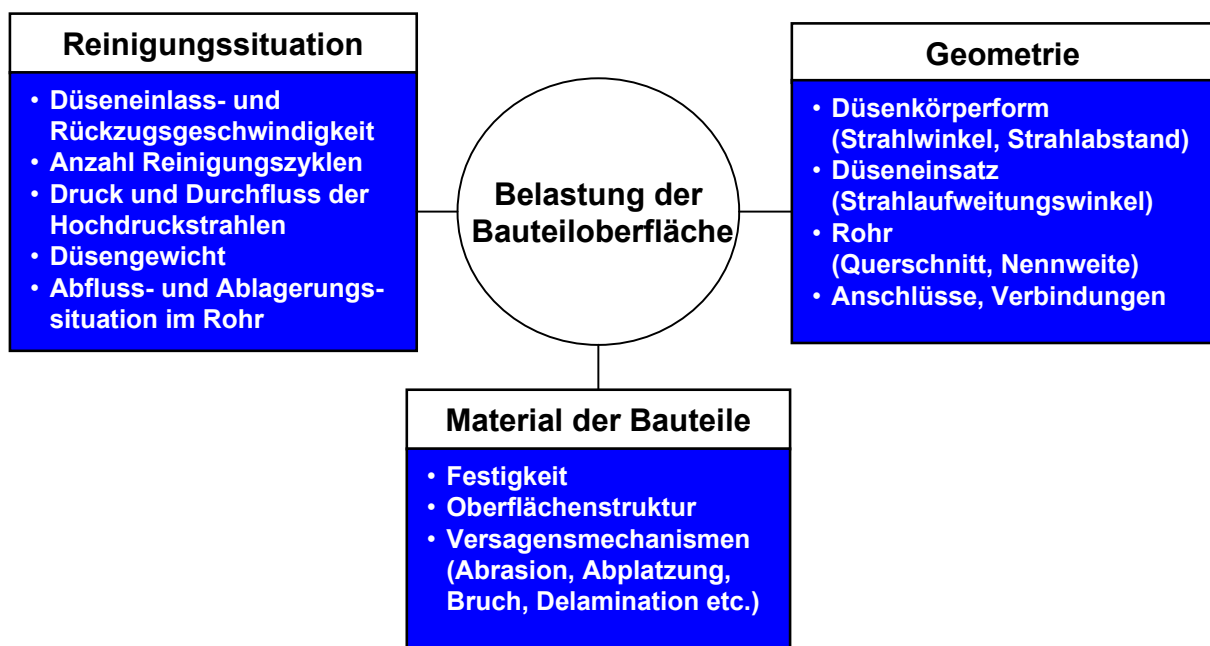 Reinigungssituation
• Düseneinlass- und
Rückzugsgeschwindigkeit
• Anzahl Reinigungszyklen
• Druck und Durchfluss der
Hochdruckstrahlen
• Düsengewicht
• Abfluss- und Ablagerungs-
situation im Rohr
Belastung der
Bauteiloberfläche
Geometrie
• Düsenkörperform
(Strahlwinkel, Strahlabstand)
• Düseneinsatz
(Strahlaufweitungswinkel)
• Rohr
(Querschnitt, Nennweite)
• Anschlüsse, Verbindungen
Material der Bauteile
• Festigkeit
• Oberflächenstruktur
• Versagensmechanismen
(Abrasion, Abplatzung,
Bruch, Delamination etc.)